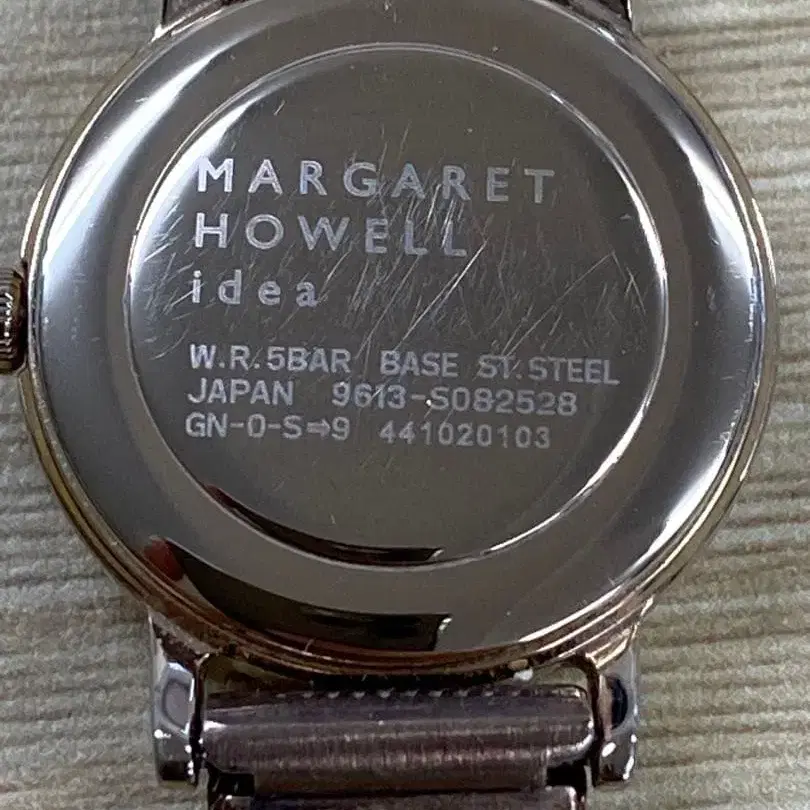 MARGARET
HOWELL
idea
W.R.5BAR BASE ST.STEEL
JAPAN 9613-S082528
GN-0-S⇨9 441020103